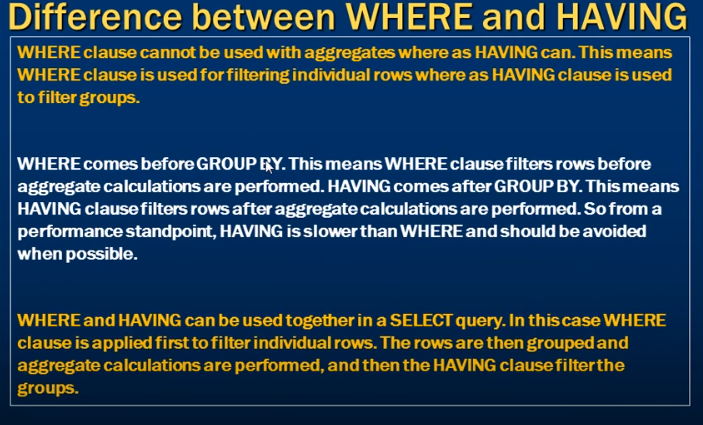 Difference between WHERE and HAVING
WHERE clause cannot be used with aggregates where as HAVING can. This means
WHERE clause is used for filtering individual rows where as HAVING clause is used
to filter groups.
WHERE comes before GROUP BY. This means WHERE clause filters rows before
aggregate calculations are performed. HAVING comes after GROUP BY. This means
HAVING clause filters rows after aggregate calculations are performed. So from a
performance standpoint, HAVING is slower than WHERE and should be avoided
when possible.
WHERE and HAVING can be used together in a SELECT query. In this case WHERE
clause is applied first to filter individual rows. The rows are then grouped and
aggregate calculations are performed, and then the HAVING clause filter the
groups.